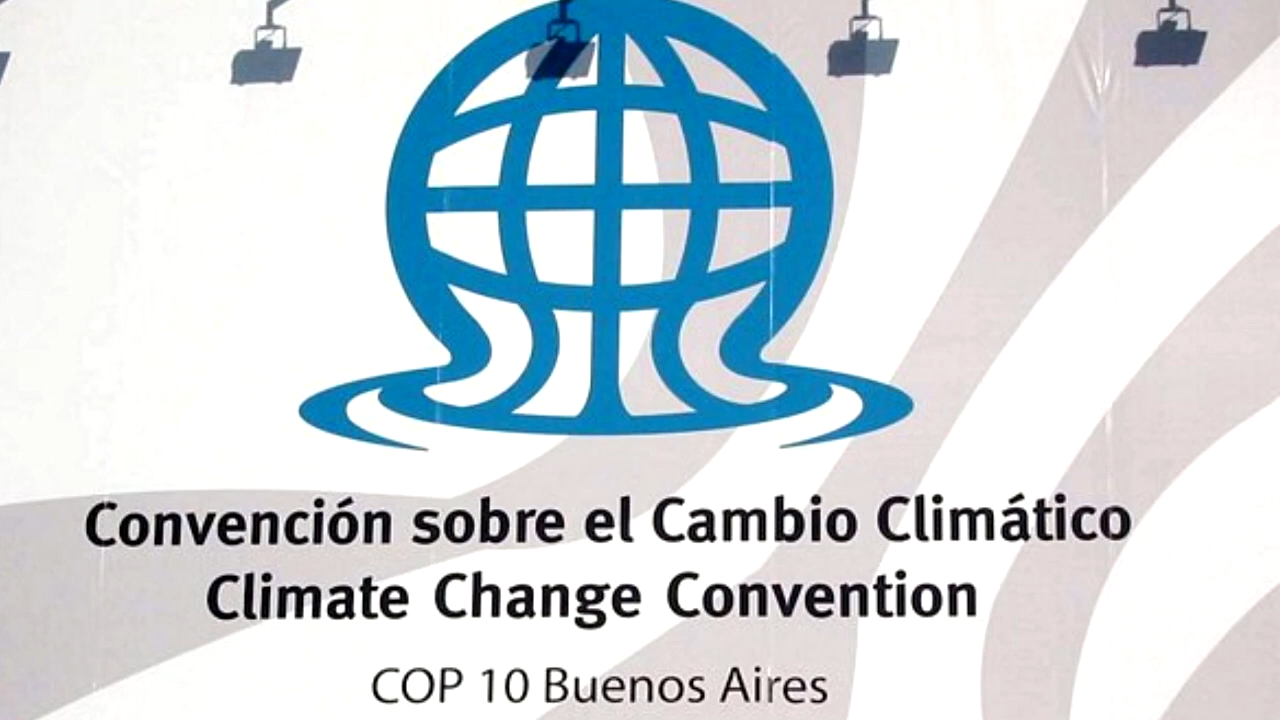 Convención sobre el Cambio Climático
Climate Change Convention
COP 10 Buenos Aires